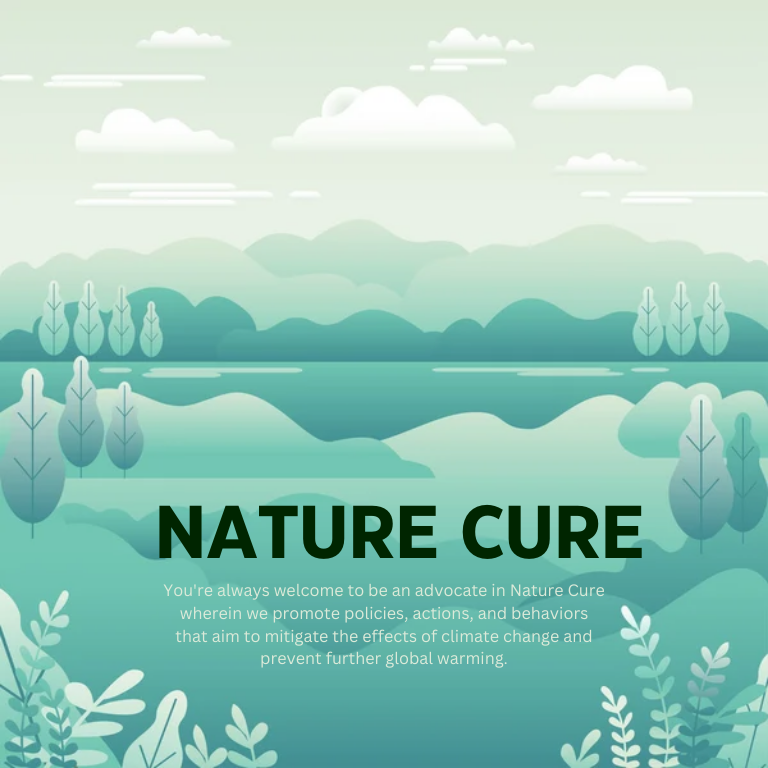 NATURE CURE
You're always welcome to be an advocate in Nature Cure
wherein we promote policies, actions, and behaviors
that aim to mitigate the effects of climate change and
prevent further global warming.